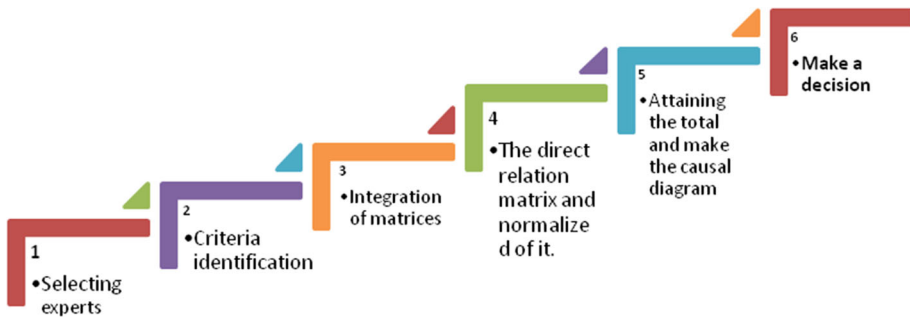 1
•Selecting
experts
2
•Criteria
identification
3
•Integration
of matrices
4
•The direct
relation
matrix and
normalize
d of it.
5
•Attaining
the total
and make
the causal
diagram
6
•Make a
decision